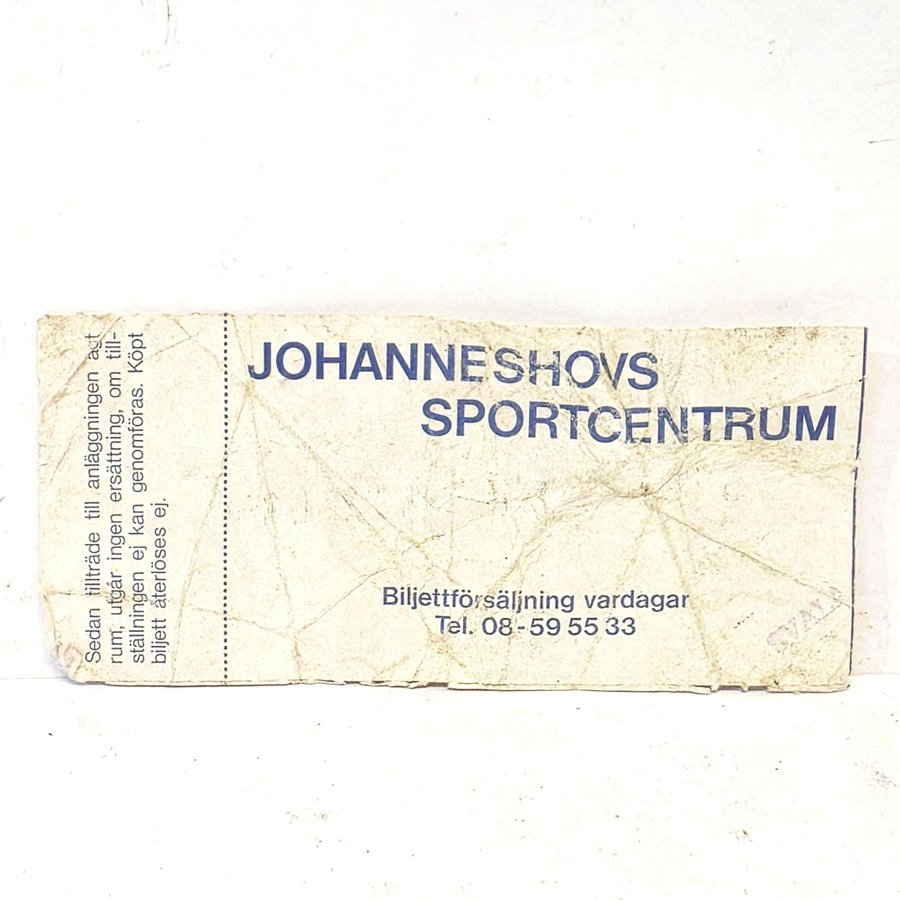 Sedan tillträde till anläggningen ägt
rum, utgår ingen ersättning, om till-
ställningen ej kan genomföras. Köpt
biljett återlöses ej.
JOHANNESHOVS
SPORTCENTRUM
Biljettförsäljning vardagar
Tel. 08-59 55 33